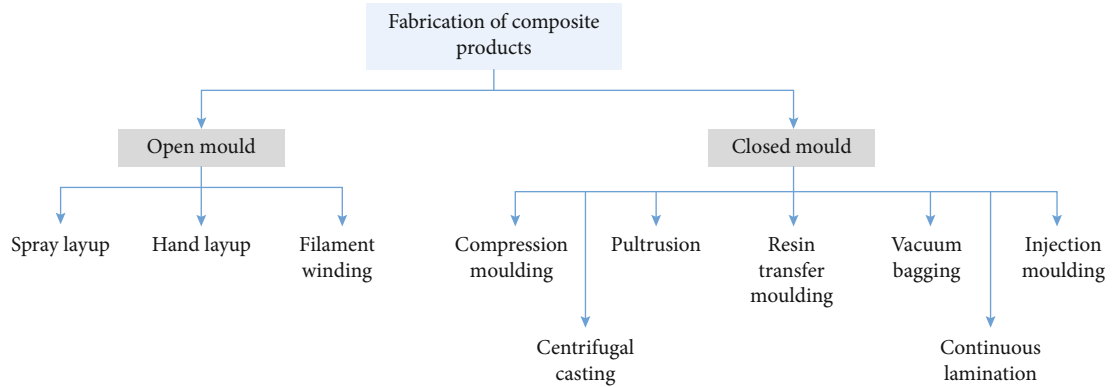 Fabrication of composite
products
Open mould
Closed mould
Spray layup
Hand layup
Filament
winding
Compression
moulding
Pultrusion
Resin
transfer
moulding
Vacuum
bagging
Injection
moulding
Centrifugal
casting
Continuous
lamination